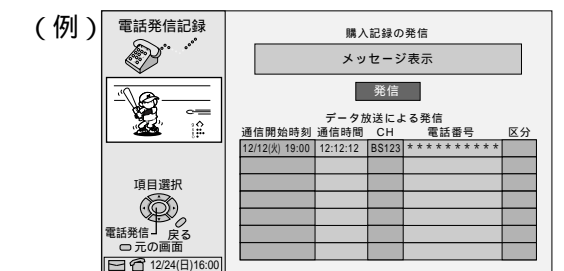 (例)
電話発信記録
項目選択
電話発信
戻る
元の画面
12/24(日)16:00
購入記録の発信
メッセージ表示
発信
データ放送による発信
通信開始時刻 通信時間 CH 電話番号 区分
12/12(火) 19:00 12:12:12 BS123 **********